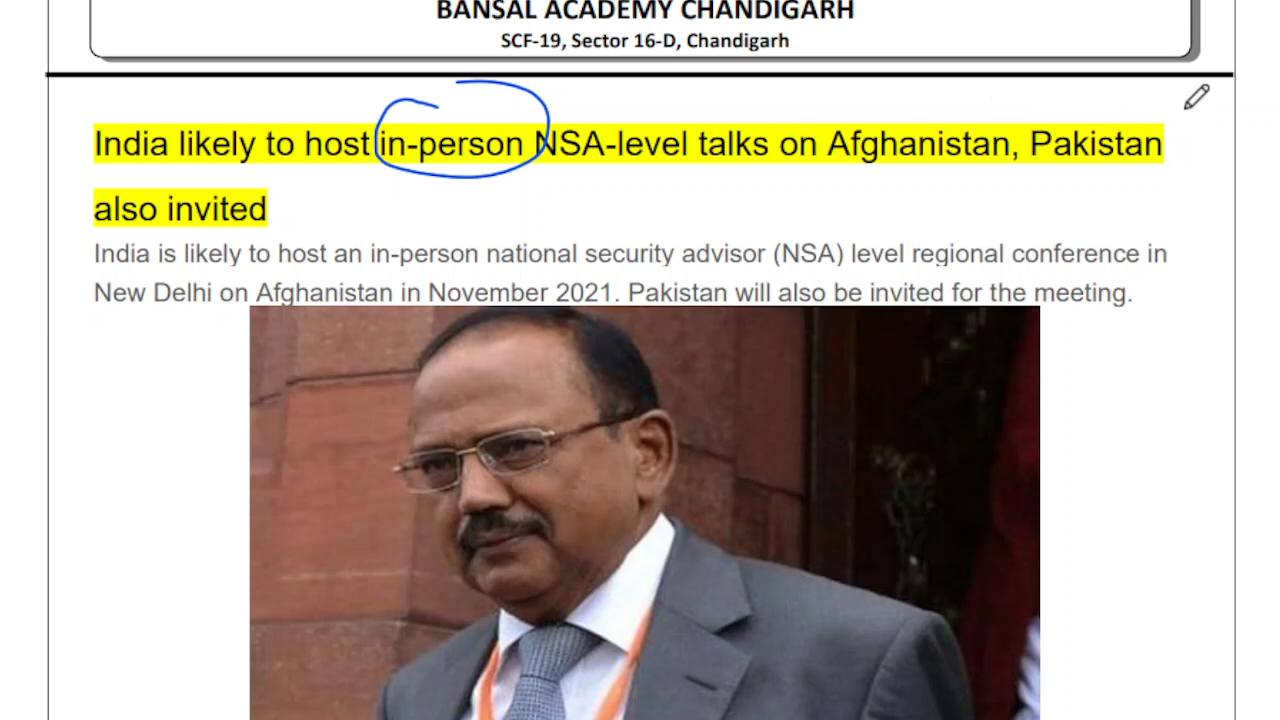 BANSAL ACADEMY CHANDIGARH
SCF-19, Sector 16-D, Chandigarh
India likely to host in-person NSA-level talks on Afghanistan, Pakistan
also invited
India is likely to host an in-person national security advisor (NSA) level regional conference in
New Delhi on Afghanistan in November 2021. Pakistan will also be invited for the meeting.